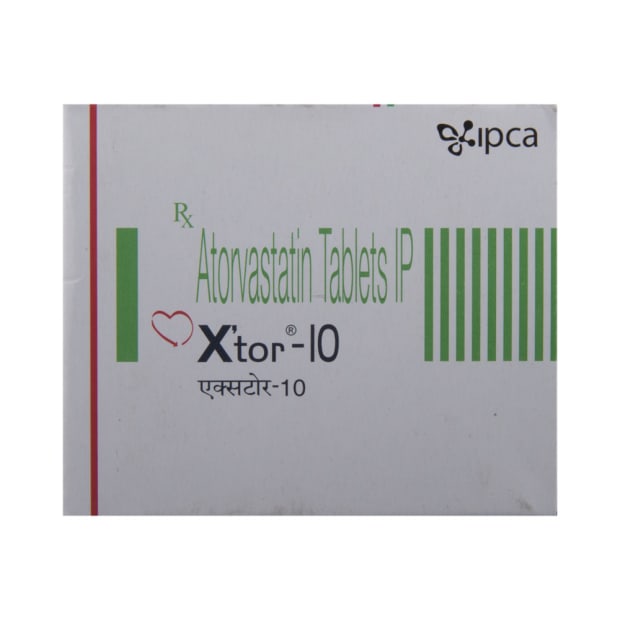 ipca
Rx
Atorvastatin Tablets IP
X'tor®-10
एक्सटोर-10